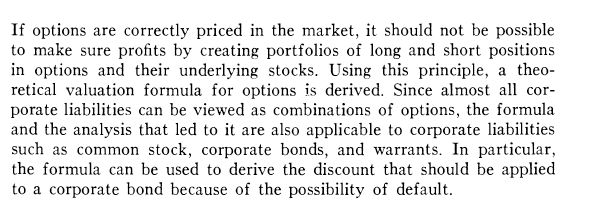 If options are correctly priced in the market, it should not be possible
to make sure profits by creating portfolios of long and short positions
in options and their underlying stocks. Using this principle, a theo-
retical valuation formula for options is derived. Since almost all cor-
porate liabilities can be viewed as combinations of options, the formula
and the analysis that led to it are also applicable to corporate liabilities
such as common stock, corporate bonds, and warrants. In particular,
the formula can be used to derive the discount that should be applied
to a corporate bond because of the possibility of default.